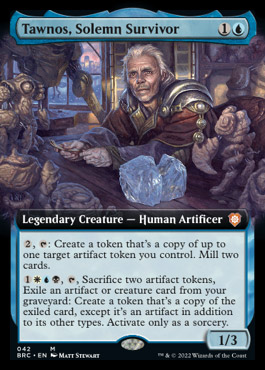 Tawnos, Solemn Survivor 1
Legendary Creature — Human Artificer
2, : Create a token that's a copy of up to
one target artifact token you control. Mill two
cards.
1 , , Sacrifice two artifact tokens,
Exile an artifact or creature card from your
graveyard: Create a token that's a copy of the
exiled card, except it's an artifact in addition
to its other types. Activate only as a sorcery.
1/3
042 M
BRC • EN MATT STEWART
™ & © 2022 Wizards of the Coast